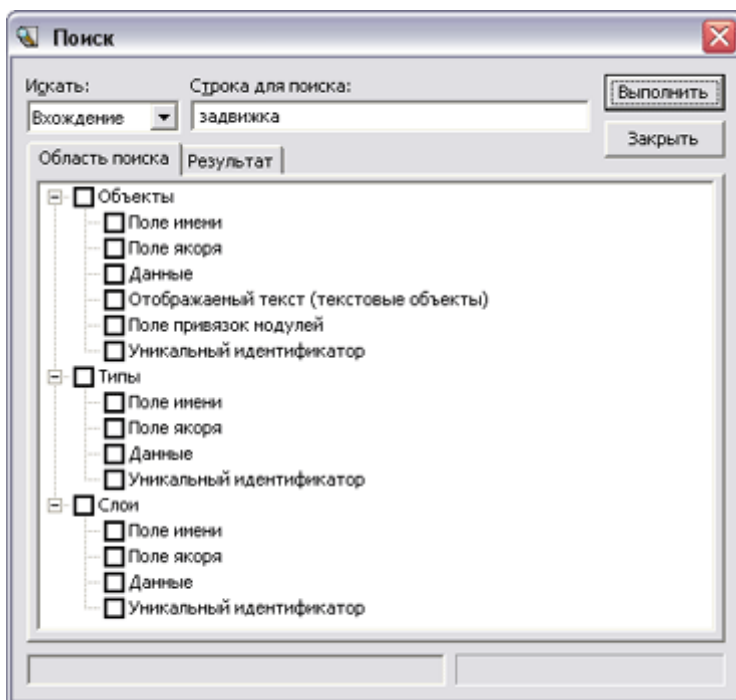 Поиск
Искать:
Строка для поиска:
Вхождение
задвижка
Выполнить
Закрыть
Область поиска
Результат
Объекты
Поле имени
Поле якоря
Данные
Отображаемый текст (текстовые объекты)
Поле привязок модулей
Уникальный идентификатор
Типы
Поле имени
Поле якоря
Данные
Уникальный идентификатор
Слои
Поле имени
Поле якоря
Данные
Уникальный идентификатор